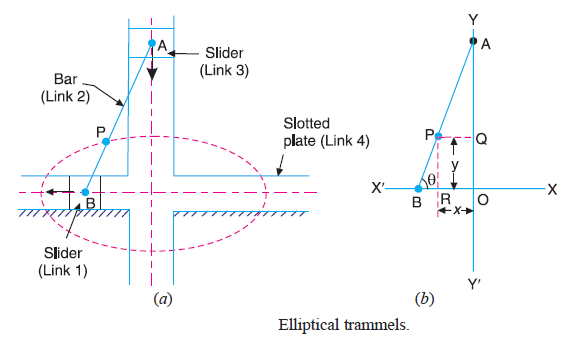 A
Slider
(Link 3)
Bar
(Link 2)
P
Slotted
plate (Link 4)
B
Slider
(Link 1)
(a)
Y
A
P
Q
y
θ
X'
X
B
R
O
x
Y'
(b)
Elliptical trammels.